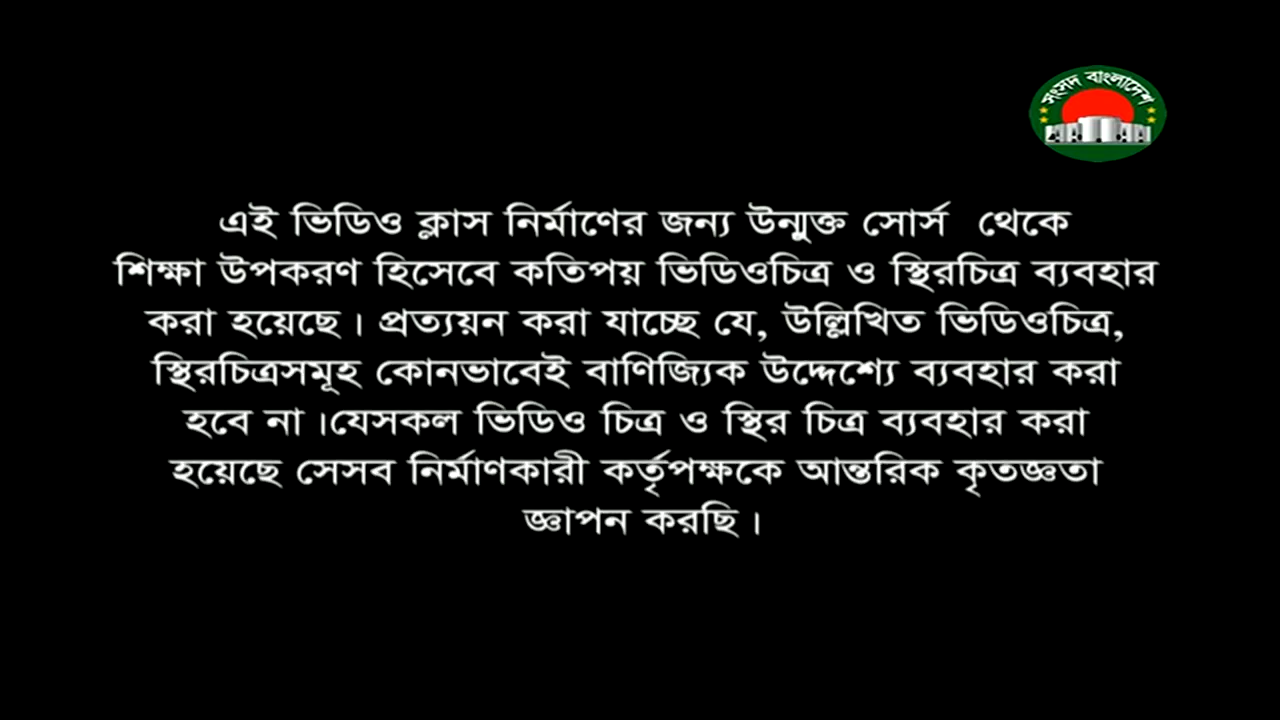 সংসদ বাংলাদেশ
এই ভিডিও ক্লাস নির্মাণের জন্য উন্মুক্ত সোর্স থেকে
শিক্ষা উপকরণ হিসেবে কতিপয় ভিডিওচিত্র ও স্থিরচিত্র ব্যবহার
করা হয়েছে। প্রত্যয়ন করা যাচ্ছে যে, উল্লিখিত ভিডিওচিত্র,
স্থিরচিত্রসমূহ কোনভাবেই বাণিজ্যিক উদ্দেশ্যে ব্যবহার করা
হবে না।যেসকল ভিডিও চিত্র ও স্থির চিত্র ব্যবহার করা
হয়েছে সেসব নির্মাণকারী কর্তৃপক্ষকে আন্তরিক কৃতজ্ঞতা
জ্ঞাপন করছি।